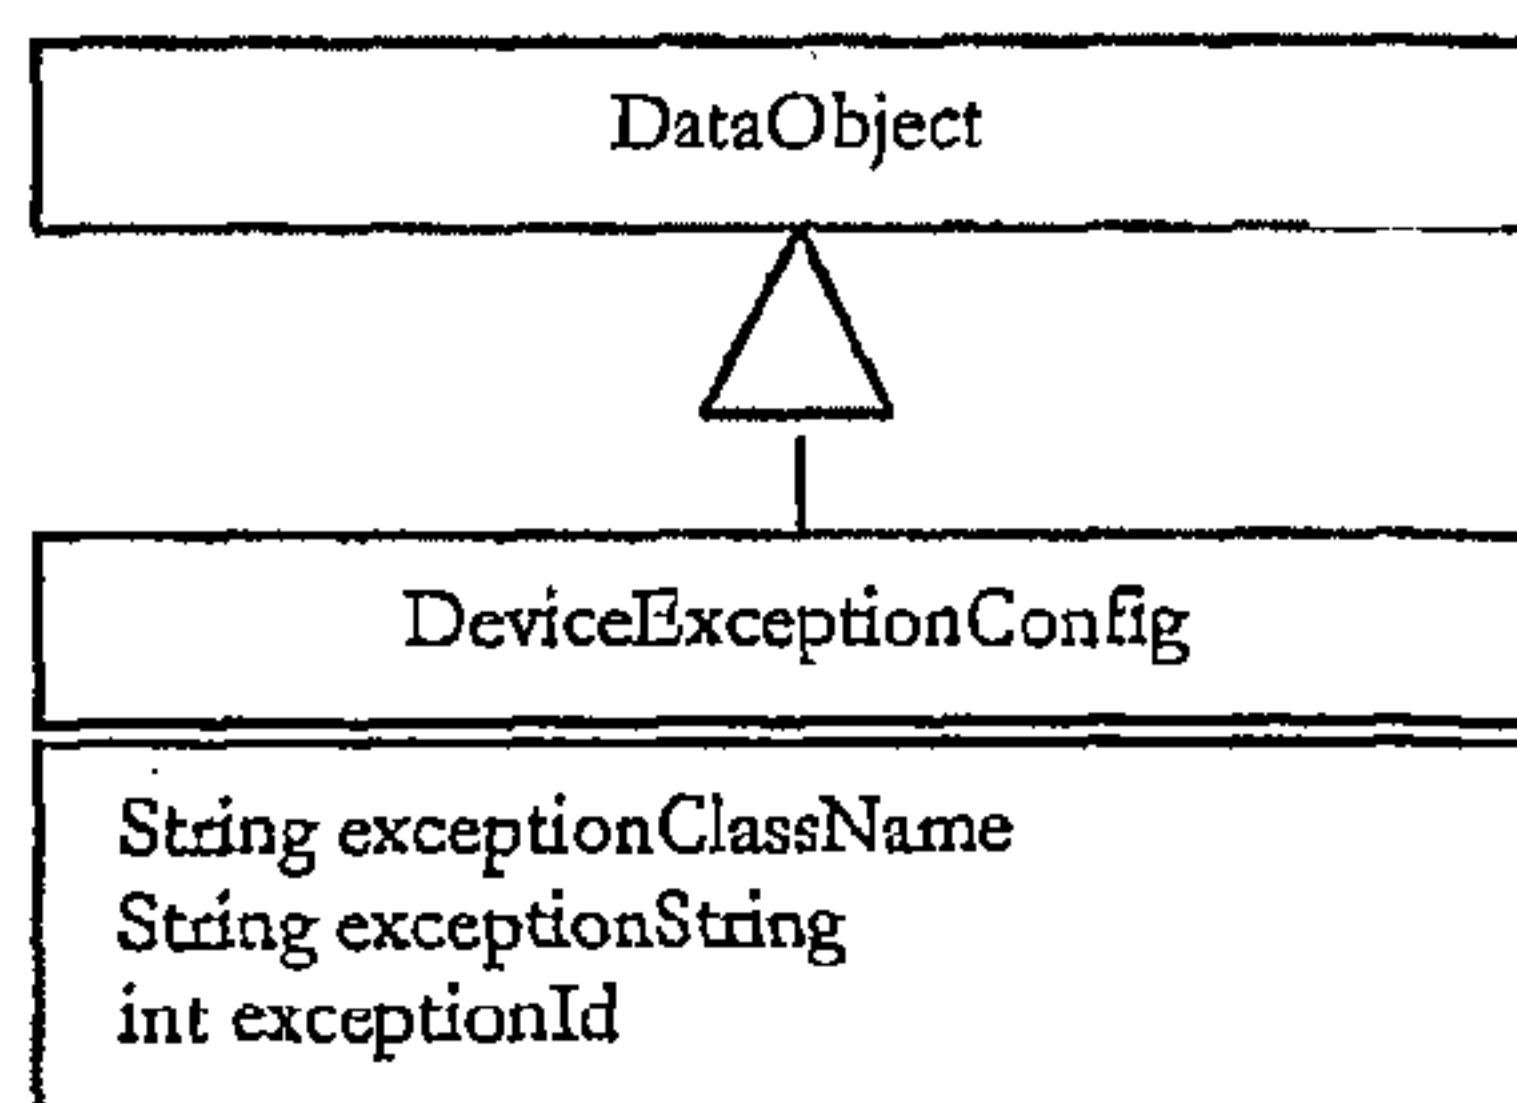 DataObject
DeviceExceptionConfig
String exceptionClassName
String exceptionString
int exceptionId